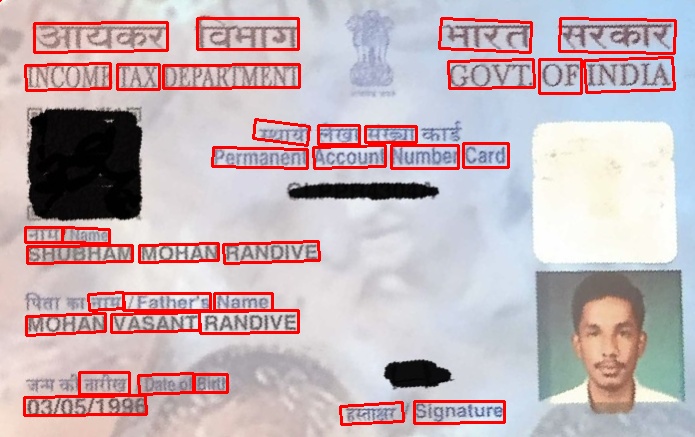 आयकर विभाग भारत सरकार
INCOME TAX DEPARTMENT GOVT. OF INDIA
स्थायी लेखा संख्या कार्ड
Permanent Account Number Card
नाम / Name
SHUBHAM MOHAN RANDIVE
पिता का नाम / Father's Name
MOHAN VASANT RANDIVE
जन्म की तारीख / Date of Birth
03/05/1996
हस्ताक्षर / Signature